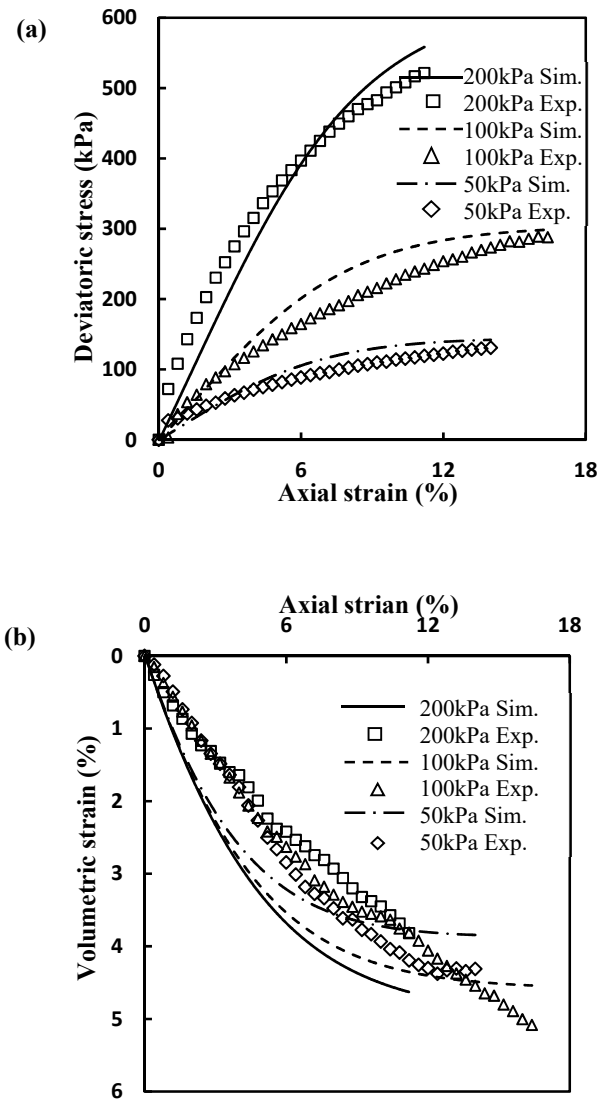 (a)
600
500
400
300
200
100
0
Deviatoric stress (kPa)
200kPa Sim.
200kPa Exp.
100kPa Sim.
100kPa Exp.
50kPa Sim.
50kPa Exp.
0 6 12 18
Axial strain (%)
(b)
Axial strian (%)
0 6 12 18
0
1
2
3
4
5
6
Volumetric strain (%)
200kPa Sim.
200kPa Exp.
100kPa Sim.
100kPa Exp.
50kPa Sim.
50kPa Exp.